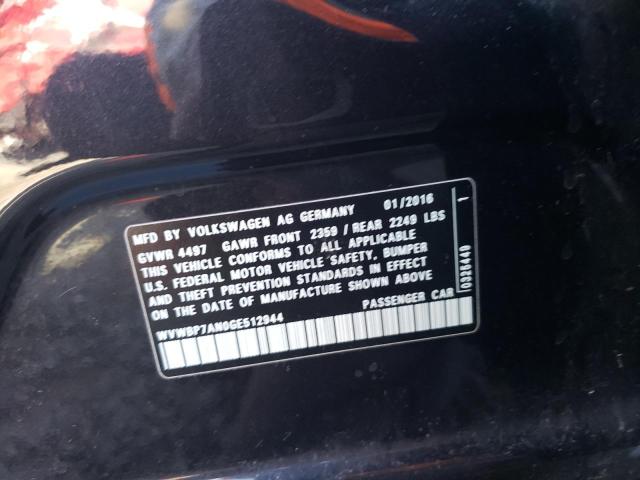 MFD BY VOLKSWAGEN AG GERMANY 01/2016
GVWR 4497 GAWR FRONT 2359 / REAR 2249 LBS
THIS VEHICLE CONFORMS TO ALL APPLICABLE
U.S. FEDERAL MOTOR VEHICLE SAFETY, BUMPER
AND THEFT PREVENTION STANDARDS IN EFFECT
ON THE DATE OF MANUFACTURE SHOWN ABOVE
WVWBP7AN0GE512944 PASSENGER CAR
1